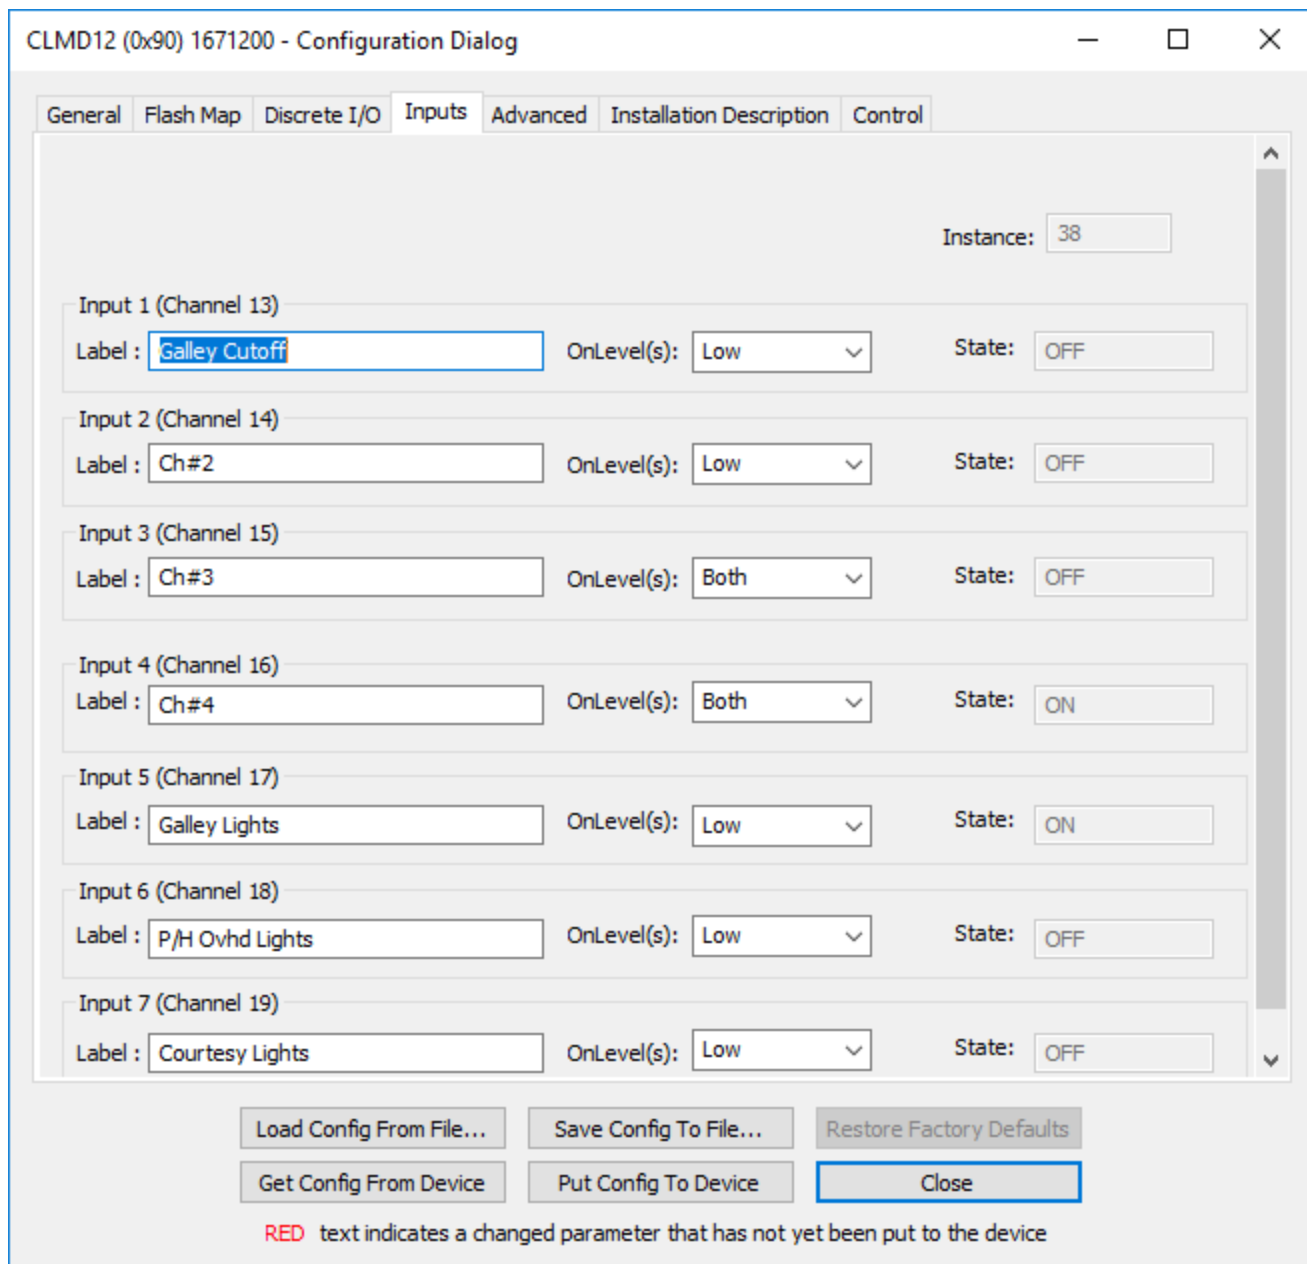 CLMD12 (0x90) 1671200 - Configuration Dialog
General Flash Map Discrete I/O Inputs Advanced Installation Description Control
Instance: 38
Input 1 (Channel 13)
Label : Galley Cutoff OnLevel(s): Low State: OFF
Input 2 (Channel 14)
Label : Ch#2 OnLevel(s): Low State: OFF
Input 3 (Channel 15)
Label : Ch#3 OnLevel(s): Both State: OFF
Input 4 (Channel 16)
Label : Ch#4 OnLevel(s): Both State: ON
Input 5 (Channel 17)
Label : Galley Lights OnLevel(s): Low State: ON
Input 6 (Channel 18)
Label : P/H Ovhd Lights OnLevel(s): Low State: OFF
Input 7 (Channel 19)
Label : Courtesy Lights OnLevel(s): Low State: OFF
Load Config From File... Save Config To File... Restore Factory Defaults
Get Config From Device Put Config To Device Close
RED text indicates a changed parameter that has not yet been put to the device